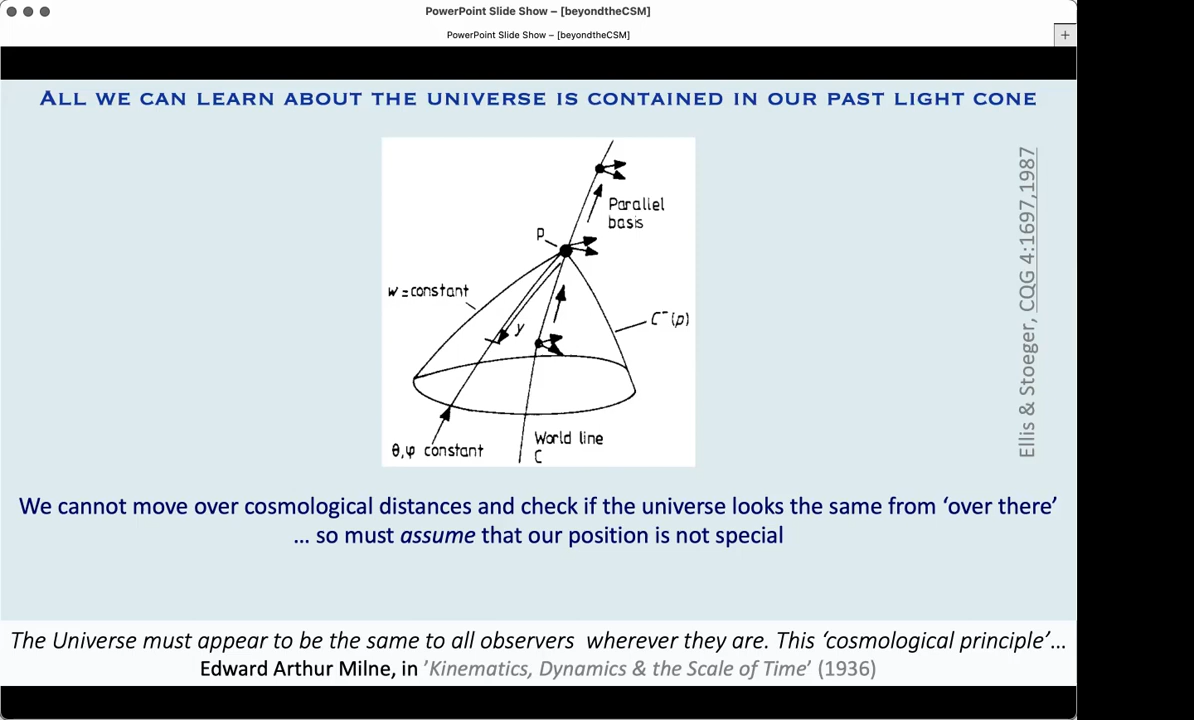 PowerPoint Slide Show – [beyondtheCSM]
PowerPoint Slide Show – [beyondtheCSM]
+
ALL WE CAN LEARN ABOUT THE UNIVERSE IS CONTAINED IN OUR PAST LIGHT CONE
Parallel
basis
P
w = constant
y
C⁻(p)
World line
C
θ,φ constant
Ellis & Stoeger, CQG 4:1697,1987
We cannot move over cosmological distances and check if the universe looks the same from ‘over there’
... so must assume that our position is not special
The Universe must appear to be the same to all observers wherever they are. This ‘cosmological principle’...
Edward Arthur Milne, in ’Kinematics, Dynamics & the Scale of Time’ (1936)